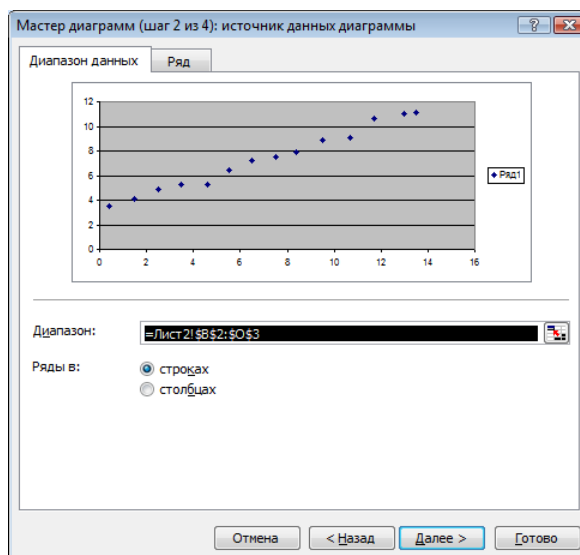 Мастер диаграмм (шаг 2 из 4): источник данных диаграммы
Диапазон данных
Ряд
12
10
8
6
4
2
0
0 2 4 6 8 10 12 14 16
Ряд1
Диапазон:
=Лист2!$B$2:$O$3
Ряды в:
строках
столбцах
Отмена
< Назад
Далее >
Готово